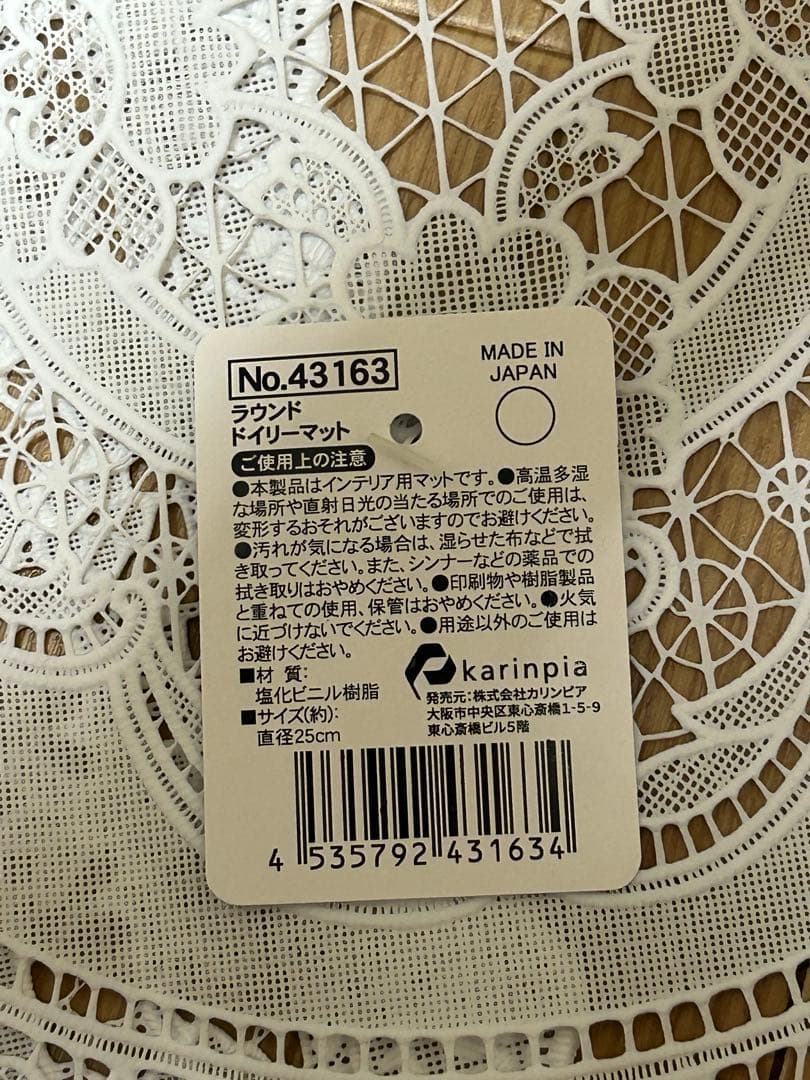 No.43163
MADE IN
JAPAN
ラウンド
ドイリーマット
ご使用上の注意
●本製品はインテリア用マットです。●高温多湿
な場所や直射日光の当たる場所でのご使用は、
変形するおそれがございますのでお避けください。
●汚れが気になる場合は、湿らせた布などで拭
き取ってください。また、シンナーなどの薬品での
拭き取りはおやめください。●印刷物や樹脂製品
と重ねての使用、保管はおやめください。●火気
に近づけないでください。●用途以外のご使用は
お避けください。
■材 質:
塩化ビニル樹脂
■サイズ(約):
直径25cm
karinpia
発売元:株式会社カリンピア
大阪市中央区東心斎橋1-5-9
東心斎橋ビル5階
4 535792 431634